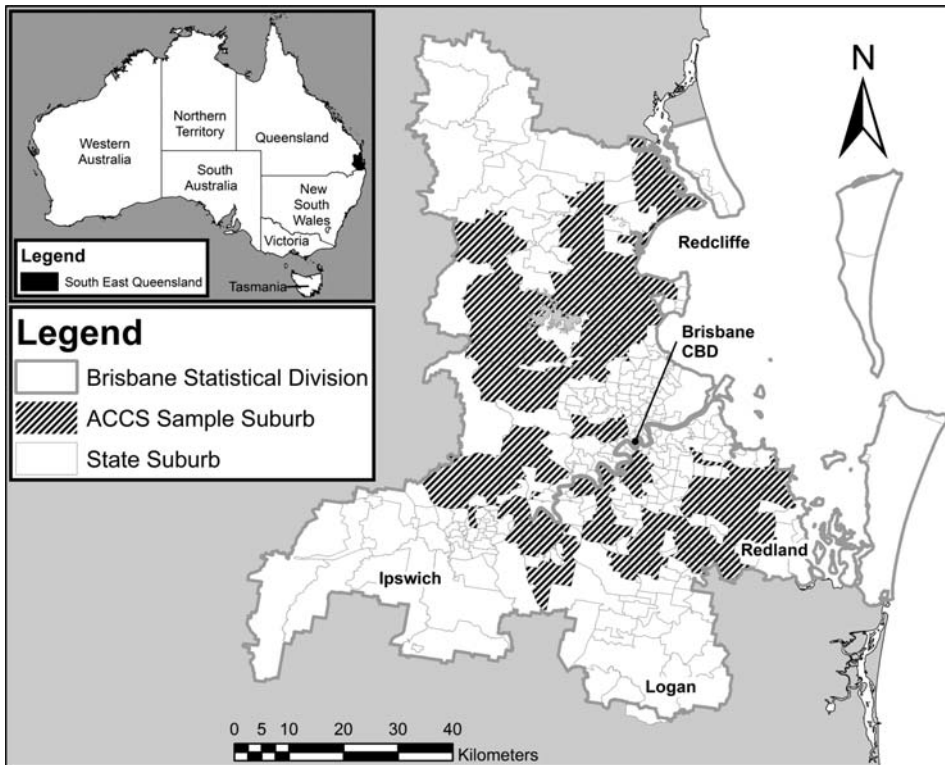 Western
Australia
Northern
Territory
Queensland
South
Australia
New
South
Wales
Victoria
Tasmania
Legend
South East Queensland
Legend
Brisbane Statistical Division
ACCS Sample Suburb
State Suburb
N
Redcliffe
Brisbane
CBD
Redland
Ipswich
Logan
0 5 10 20 30 40
Kilometers